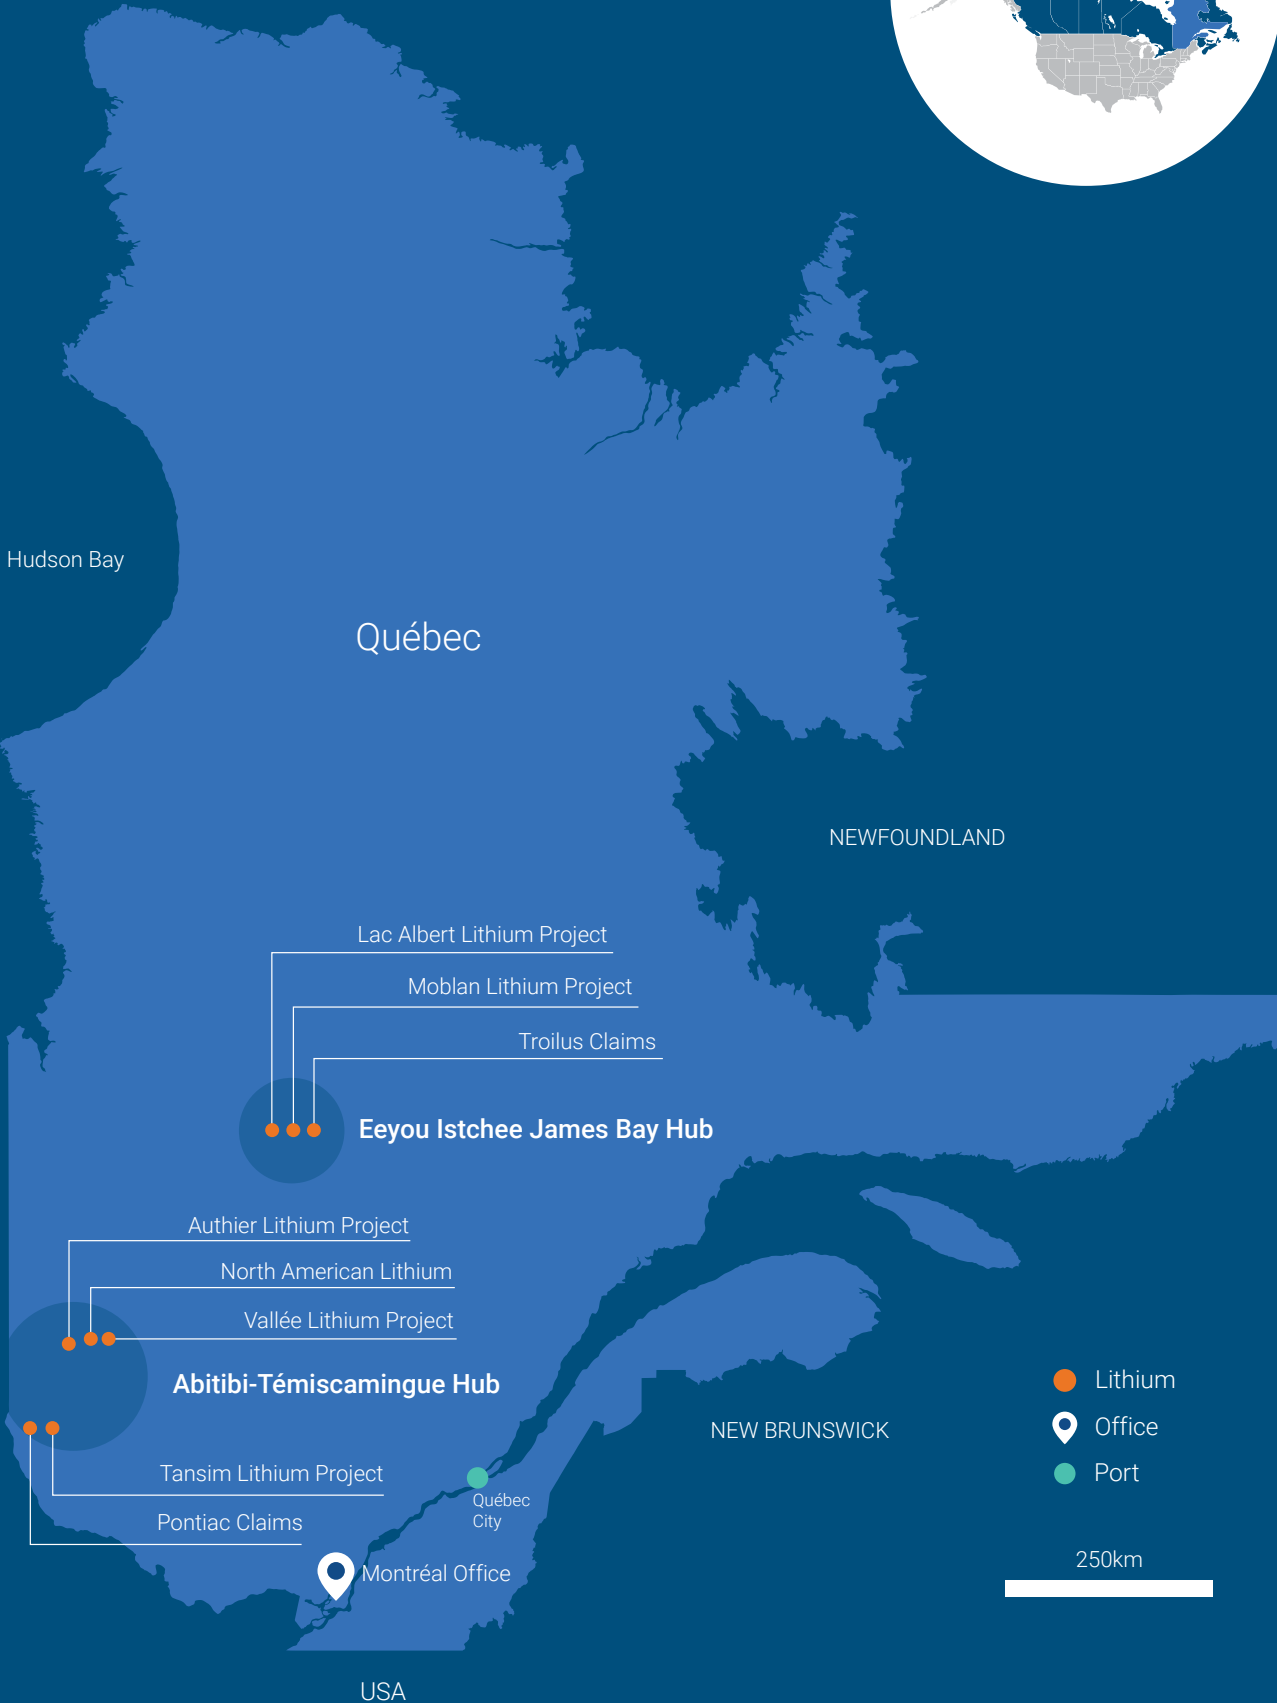 Hudson Bay
Québec
NEWFOUNDLAND
Lac Albert Lithium Project
Moblan Lithium Project
Troilus Claims
Eeyou Istchee James Bay Hub
Authier Lithium Project
North American Lithium
Vallée Lithium Project
Abitibi-Témiscamingue Hub
Lithium
NEW BRUNSWICK
Office
Tansim Lithium Project
Port
Québec
City
Pontiac Claims
250km
Montréal Office
USA